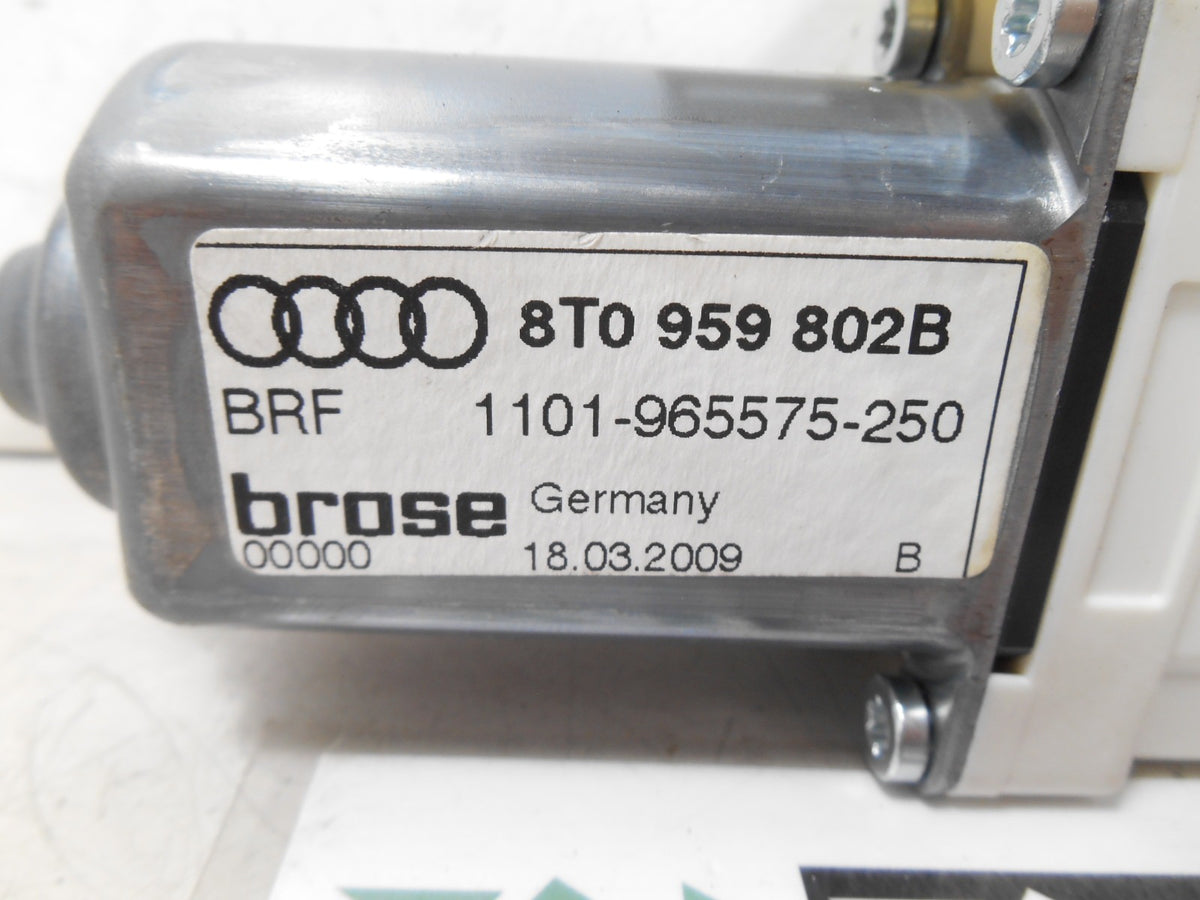 8T0 959 802B
BRF 1101-965575-250
brose Germany
00000 18.03.2009 B